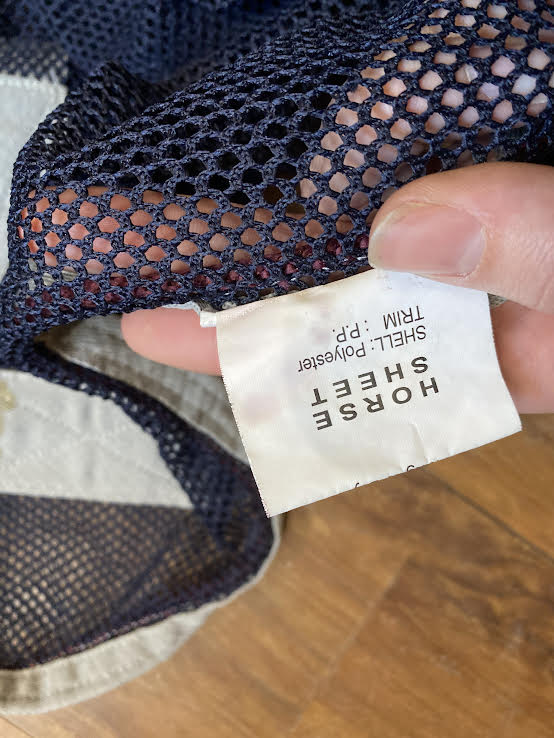 HORSE
SHEET
SHELL: Polyester
TRIM : P.P.